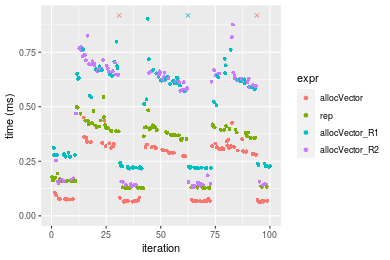 time (ms)
0.75
0.50
0.25
0.00
0
25
50
75
100
iteration
expr
allocVector
rep
allocVector_R1
allocVector_R2